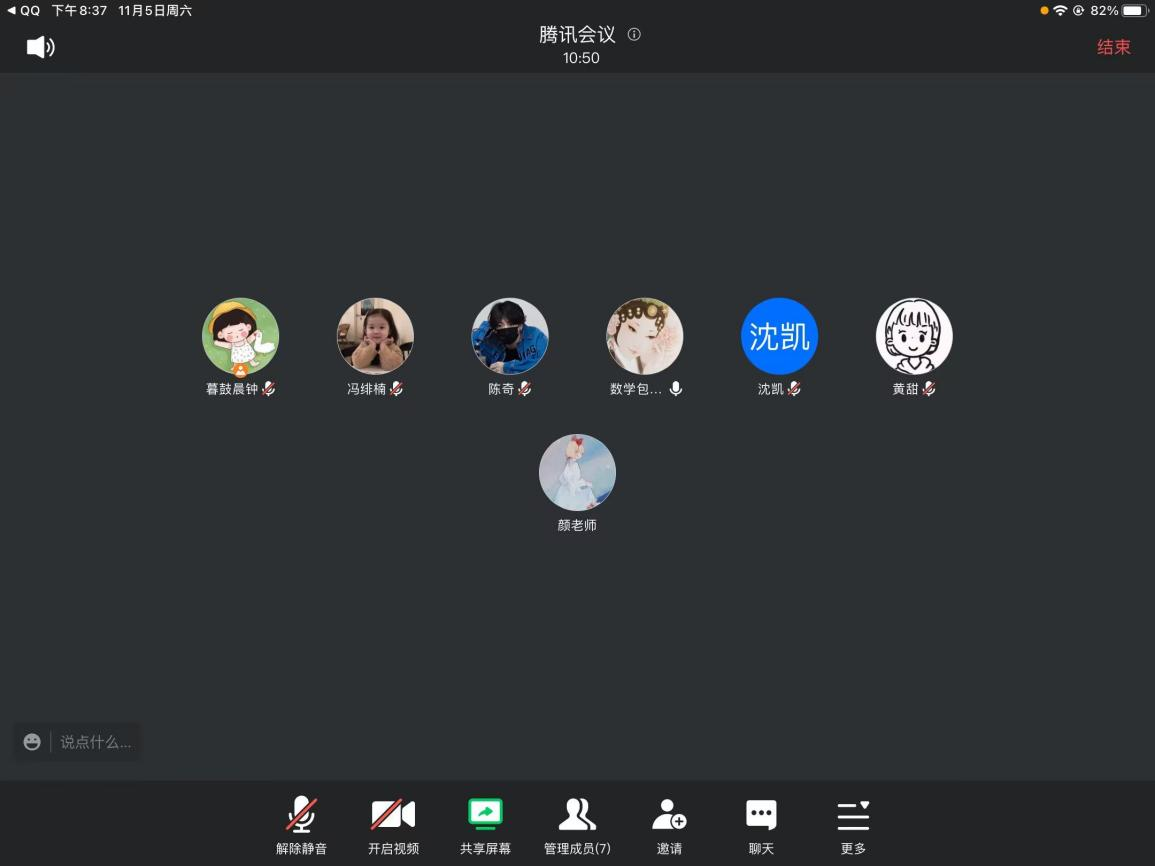 ◀ QQ 下午8:37 11月5日周六
82%
腾讯会议
10:50
结束
沈凯
暮鼓晨钟
冯绯楠
陈奇
数学包...
沈凯
黄甜
颜老师
说点什么...
解除静音
开启视频
共享屏幕
管理成员(7)
邀请
聊天
更多